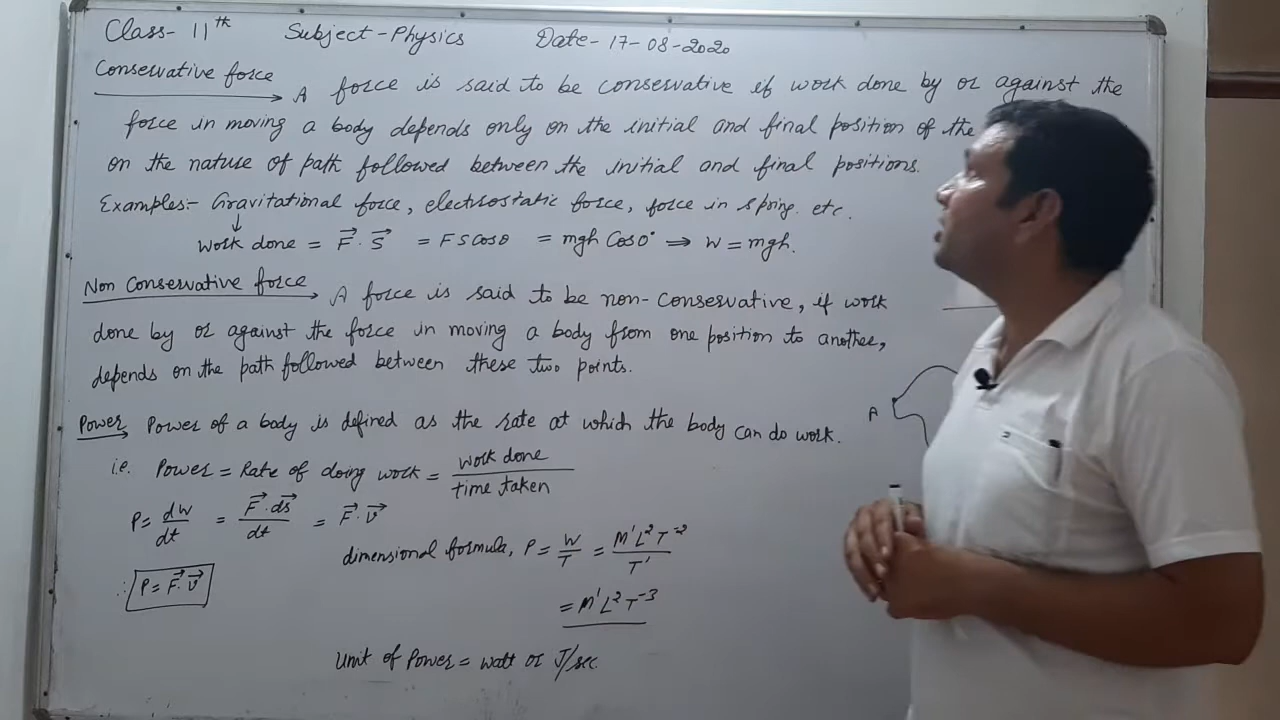 Class- 11th Subject-Physics Date-17-08-2020
Conservative force
A force is said to be conservative if work done by or against the
force in moving a body depends only on the initial and final position of the
on the nature of path followed between the initial and final positions.
Examples:- Gravitational force, electrostatic force, force in spring. etc.
↓
Work done = F⃗ . S⃗ = F S cosθ = mgh Cos0° ⇒ W = mgh.
Non Conservative force → A force is said to be non-conservative, if work
done by or against the force in moving a body from one position to another,
depends on the path followed between these two points.
Power → Power of a body is defined as the rate at which the body can do work.
i.e. Power = Rate of doing work = work done / time taken
P = dw/dt = F⃗.ds⃗/dt = F⃗.v⃗
dimensional formula, P = W/T = M¹L²T⁻²/T¹
∴ P = F⃗.v⃗
= M¹L²T⁻³
Unit of Power = watt or J/sec
A